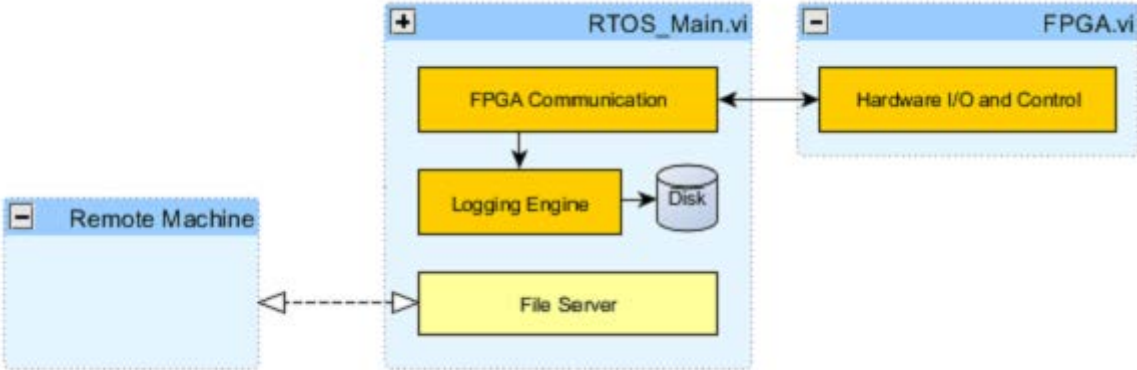 RTOS_Main.vi
FPGA.vi
FPGA Communication
Hardware I/O and Control
Logging Engine
Disk
Remote Machine
File Server